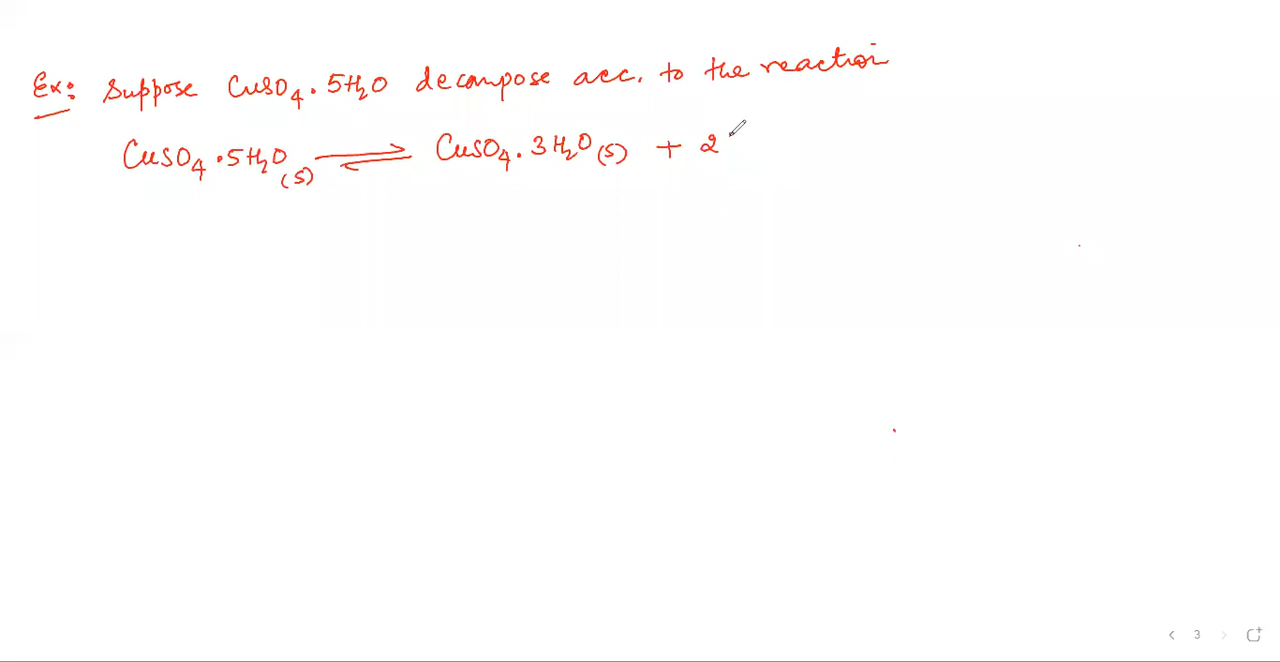 Ex: Suppose CuSO₄·5H₂O decompose acc. to the reaction
CuSO₄·5H₂O(s) ⇌ CuSO₄·3H₂O(s) + 2
3